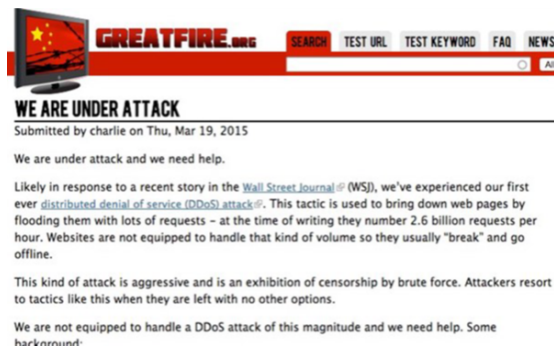 GREATFIRE.ORG
SEARCH TEST URL TEST KEYWORD FAQ NEWS
All
WE ARE UNDER ATTACK
Submitted by charlie on Thu, Mar 19, 2015
We are under attack and we need help.
Likely in response to a recent story in the Wall Street Journal (WSJ), we've experienced our first
ever distributed denial of service (DDoS) attack. This tactic is used to bring down web pages by
flooding them with lots of requests – at the time of writing they number 2.6 billion requests per
hour. Websites are not equipped to handle that kind of volume so they usually "break" and go
offline.
This kind of attack is aggressive and is an exhibition of censorship by brute force. Attackers resort
to tactics like this when they are left with no other options.
We are not equipped to handle a DDoS attack of this magnitude and we need help. Some
background: